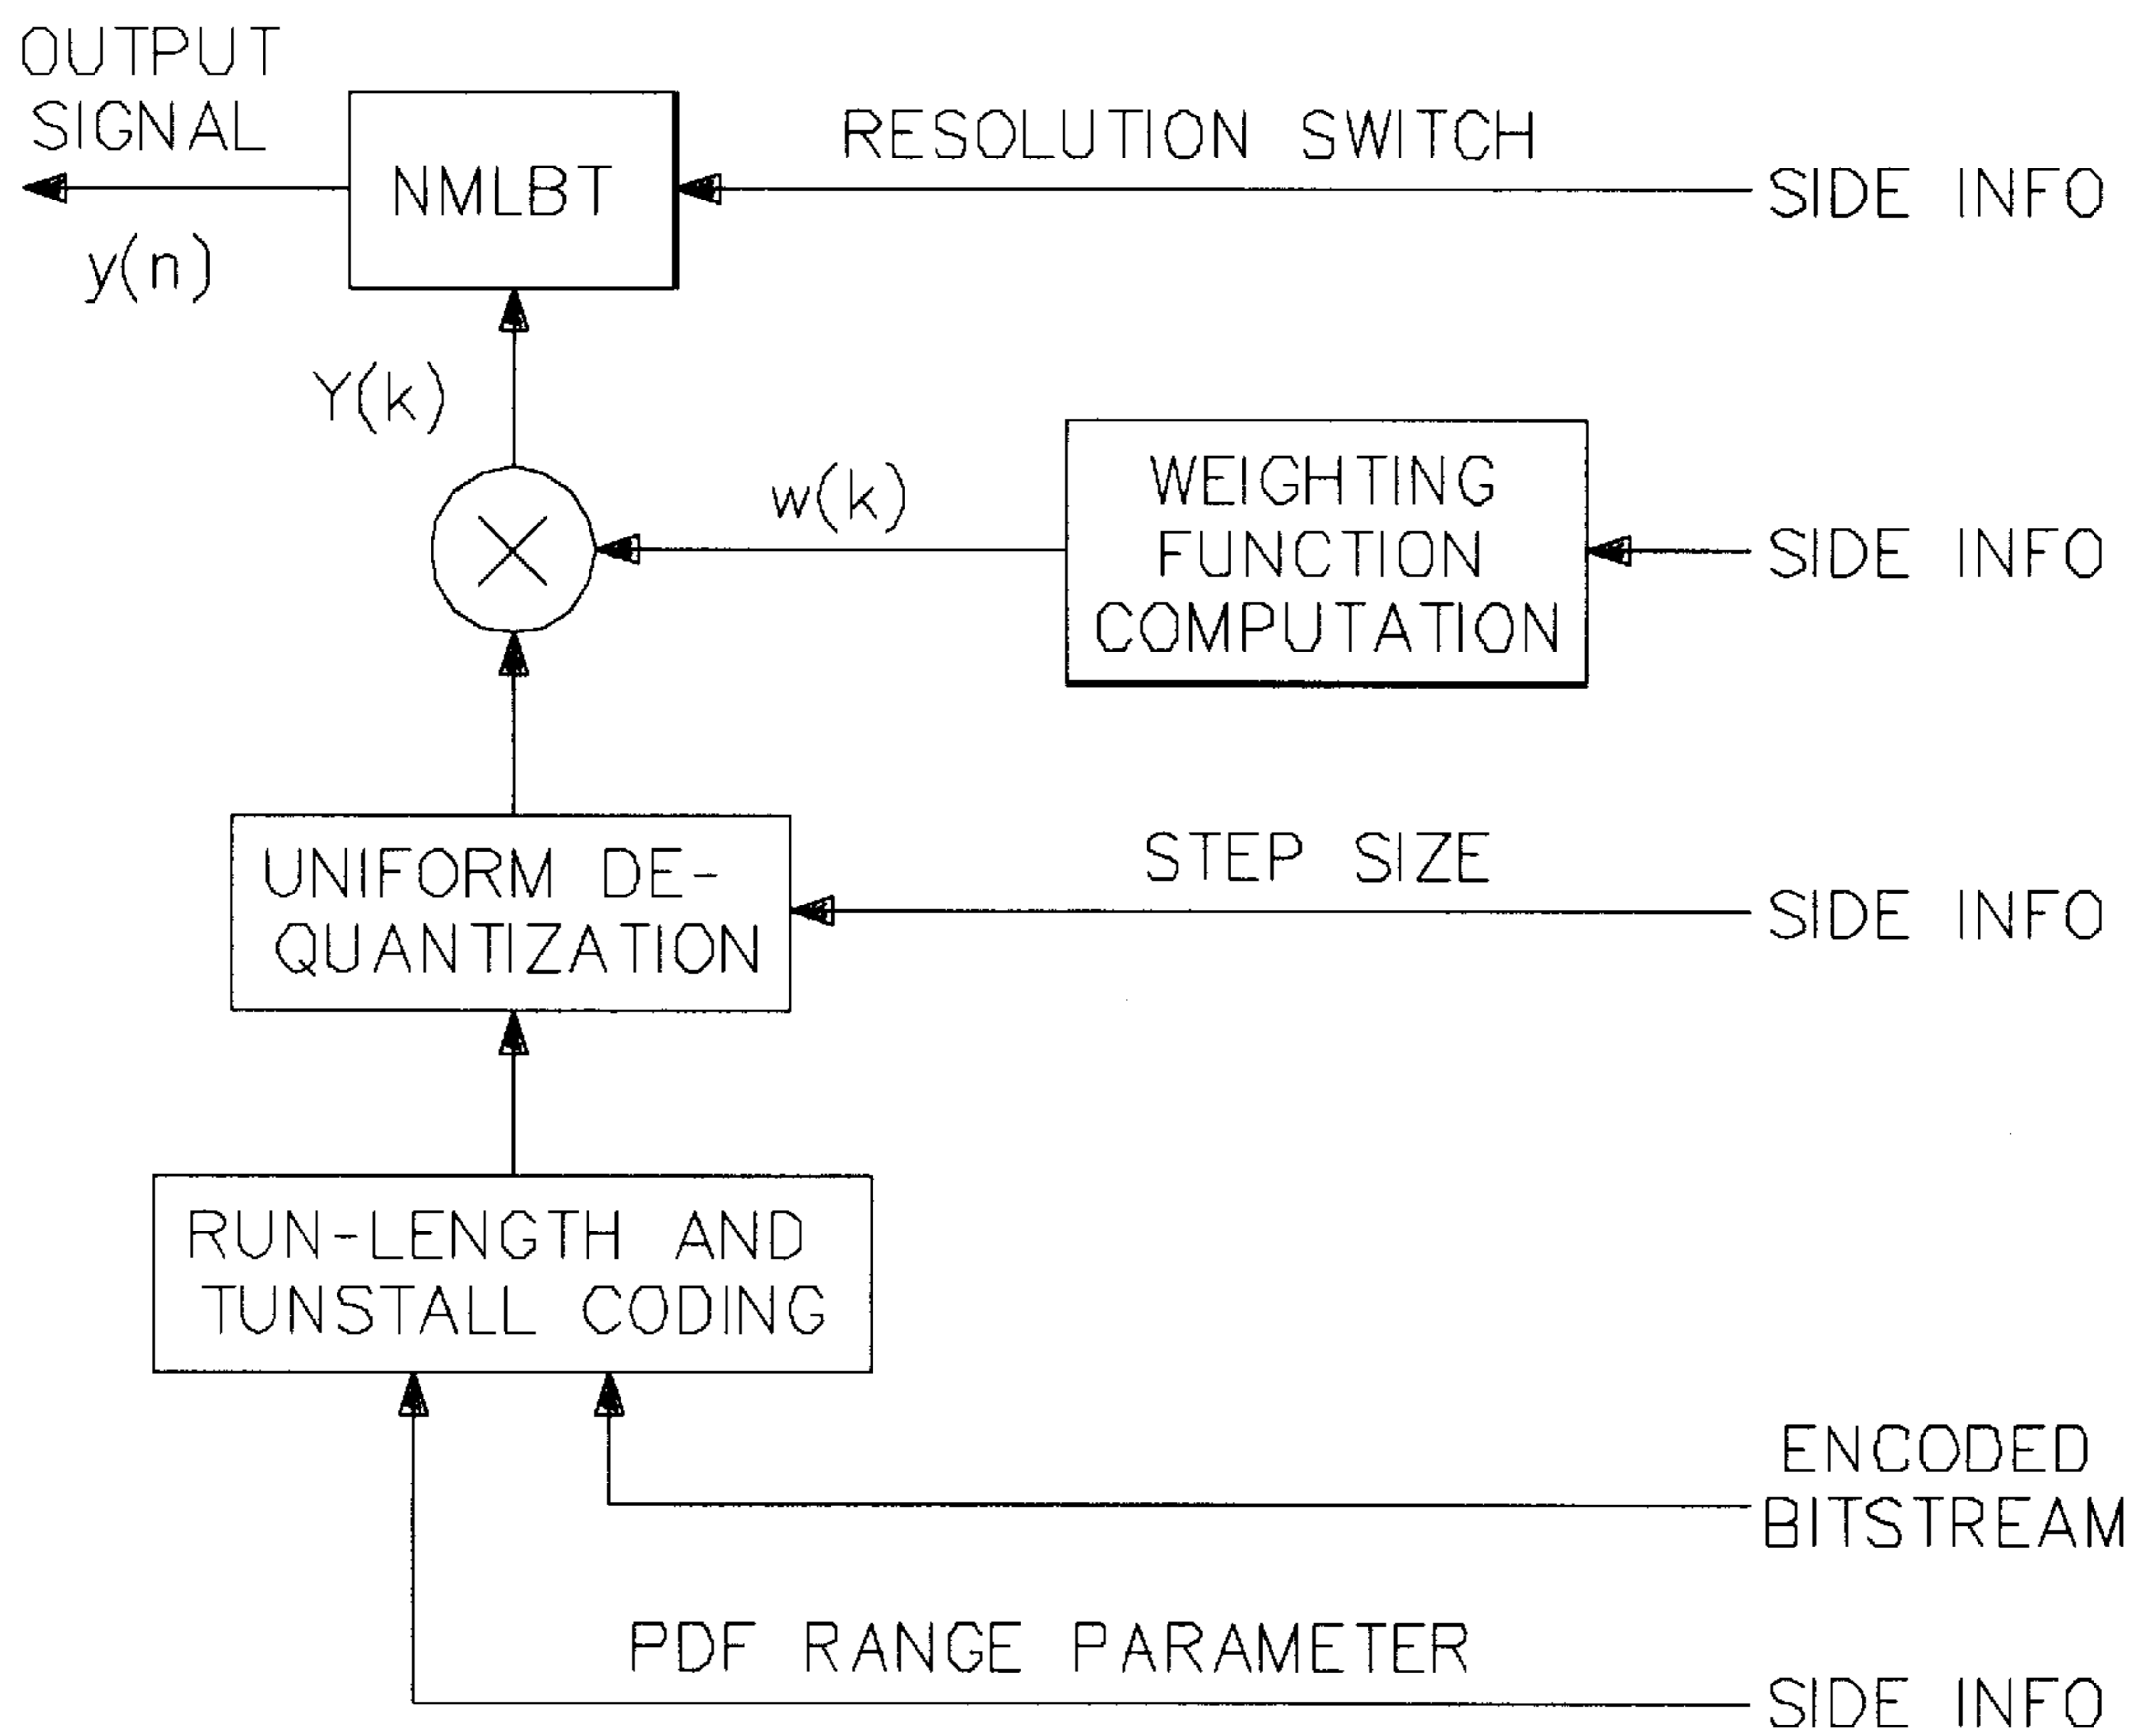 OUTPUT
SIGNAL
NMLBT
RESOLUTION SWITCH
SIDE INFO
y(n)
Y(k)
w(k)
WEIGHTING
FUNCTION
COMPUTATION
SIDE INFO
UNIFORM DE-
QUANTIZATION
STEP SIZE
SIDE INFO
RUN-LENGTH AND
TUNSTALL CODING
ENCODED
BITSTREAM
PDF RANGE PARAMETER
SIDE INFO